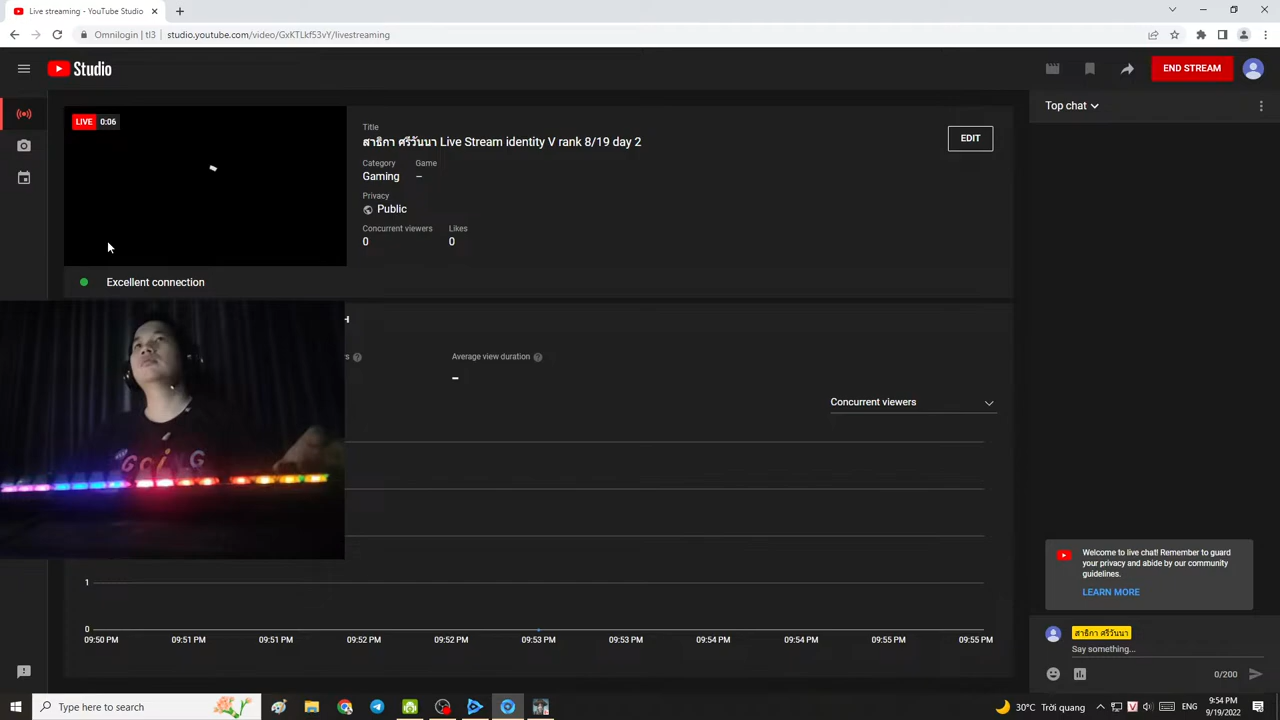 Live streaming - YouTube Studio
Omnilogin | tl3
studio.youtube.com/video/GxKTLkf53vY/livestreaming
Studio
END STREAM
LIVE 0:06
Title
สาธิกา ศรีวันนา Live Stream identity V rank 8/19 day 2
EDIT
Category Game
Gaming –
Privacy
Public
Concurrent viewers Likes
0 0
Excellent connection
Top chat
H
s Average view duration
–
Concurrent viewers
GOING
1
0
09:50 PM 09:51 PM 09:51 PM 09:52 PM 09:52 PM 09:53 PM 09:53 PM 09:54 PM 09:54 PM 09:55 PM 09:55 PM
Welcome to live chat! Remember to guard
your privacy and abide by our community
guidelines.
LEARN MORE
สาธิกา ศรีวันนา
Say something...
0/200
Type here to search
30°C Trời quang
V
ENG
9:54 PM
9/19/2022